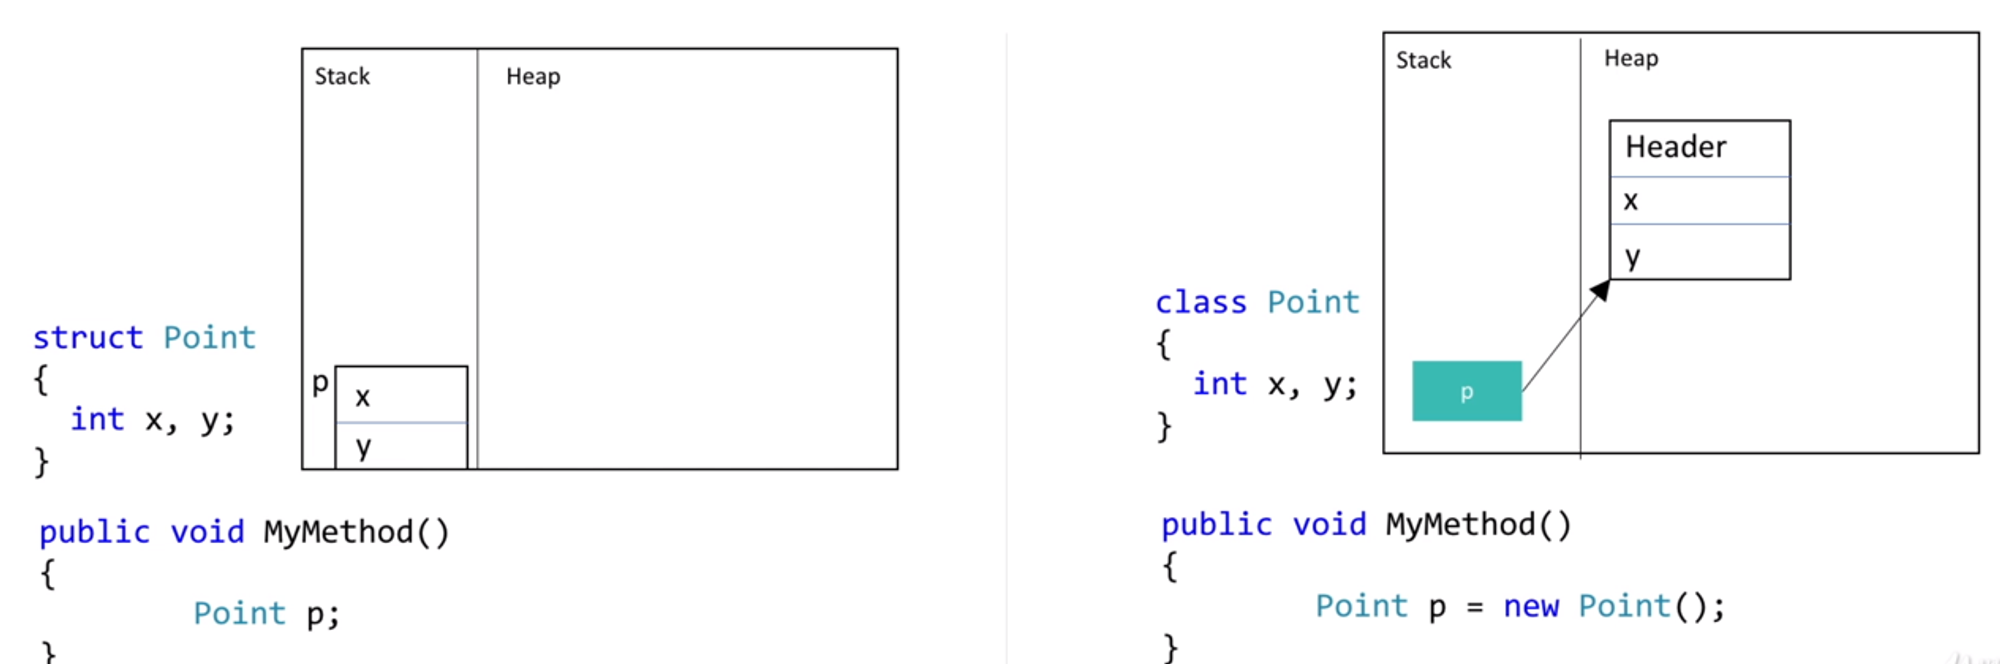 Stack
Heap
p
x
y
struct Point
{
int x, y;
}
public void MyMethod()
{
Point p;
}
Stack
Heap
Header
x
y
p
class Point
{
int x, y;
}
public void MyMethod()
{
Point p = new Point();
}